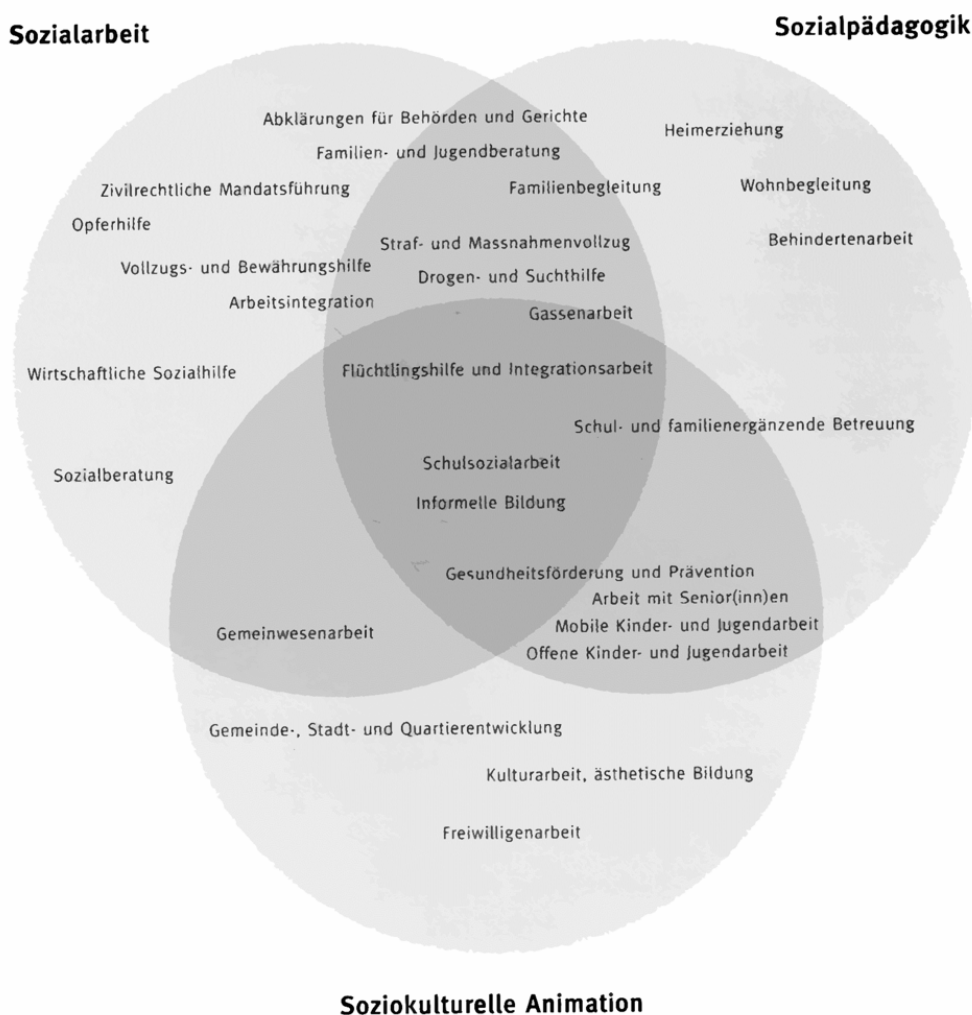 Sozialarbeit
Sozialpädagogik
Abklärungen für Behörden und Gerichte
Heimerziehung
Familien- und Jugendberatung
Zivilrechtliche Mandatsführung
Familienbegleitung
Wohnbegleitung
Opferhilfe
Straf- und Massnahmenvollzug
Behindertenarbeit
Vollzugs- und Bewährungshilfe
Drogen- und Suchthilfe
Arbeitsintegration
Gassenarbeit
Wirtschaftliche Sozialhilfe
Flüchtlingshilfe und Integrationsarbeit
Schul- und familienergänzende Betreuung
Sozialberatung
Schulsozialarbeit
Informelle Bildung
Gesundheitsförderung und Prävention
Arbeit mit Senior(inn)en
Mobile Kinder- und Jugendarbeit
Gemeinwesenarbeit
Offene Kinder- und Jugendarbeit
Gemeinde-, Stadt- und Quartierentwicklung
Kulturarbeit, ästhetische Bildung
Freiwilligenarbeit
Soziokulturelle Animation